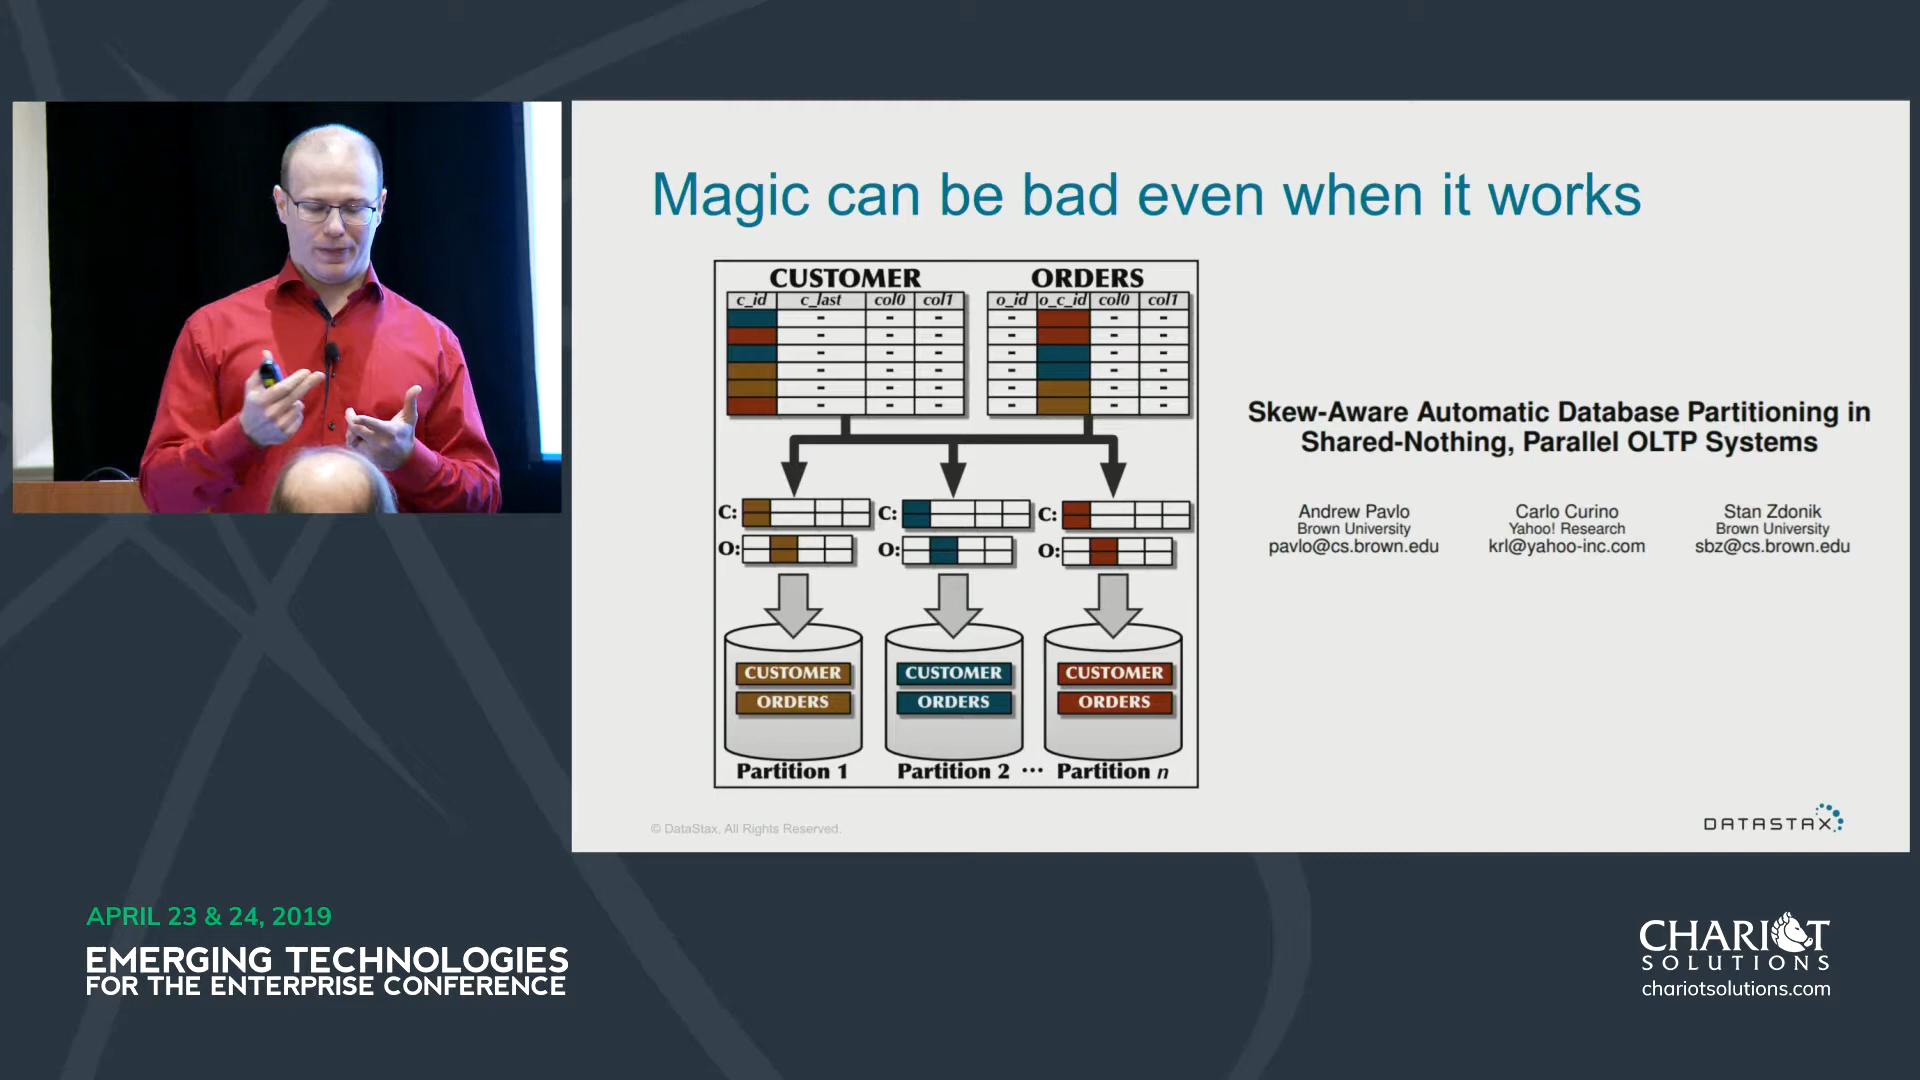 Magic can be bad even when it works
CUSTOMER
c_id c_last col0 col1
- - -
- - -
- - -
- - -
- - -
- - -
ORDERS
o_id o_c_id col0 col1
- - -
- - -
- - -
- - -
- - -
- - -
C: C: C:
O: O: O:
CUSTOMER CUSTOMER CUSTOMER
ORDERS ORDERS ORDERS
Partition 1 Partition 2 ... Partition n
Skew-Aware Automatic Database Partitioning in
Shared-Nothing, Parallel OLTP Systems
Andrew Pavlo
Brown University
pavlo@cs.brown.edu
Carlo Curino
Yahoo! Research
krl@yahoo-inc.com
Stan Zdonik
Brown University
sbz@cs.brown.edu
© DataStax, All Rights Reserved.
DATASTAX
APRIL 23 & 24, 2019
EMERGING TECHNOLOGIES
FOR THE ENTERPRISE CONFERENCE
CHARIOT
SOLUTIONS
chariotsolutions.com